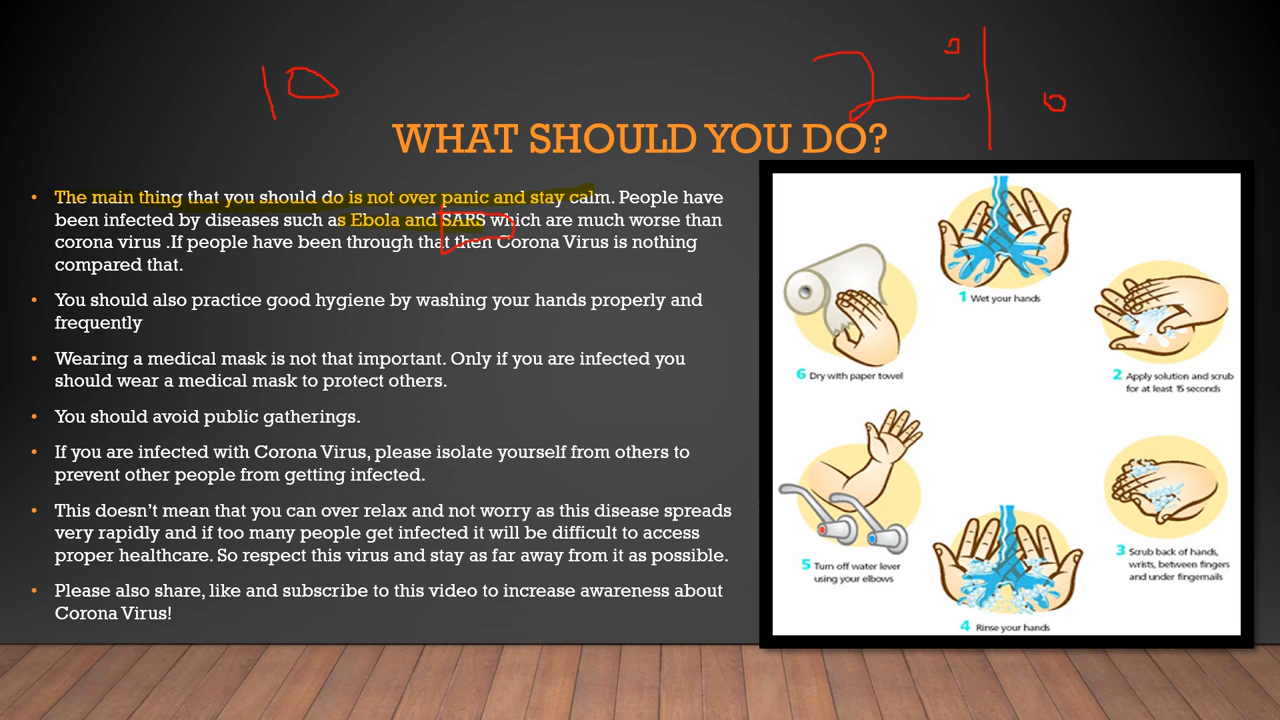 10
2%
WHAT SHOULD YOU DO?
• The main thing that you should do is not over panic and stay calm. People have
been infected by diseases such as Ebola and SARS which are much worse than
corona virus .If people have been through that then Corona Virus is nothing
compared that.
• You should also practice good hygiene by washing your hands properly and
frequently
• Wearing a medical mask is not that important. Only if you are infected you
should wear a medical mask to protect others.
• You should avoid public gatherings.
• If you are infected with Corona Virus, please isolate yourself from others to
prevent other people from getting infected.
• This doesn’t mean that you can over relax and not worry as this disease spreads
very rapidly and if too many people get infected it will be difficult to access
proper healthcare. So respect this virus and stay as far away from it as possible.
• Please also share, like and subscribe to this video to increase awareness about
Corona Virus!
1 Wet your hands
2 Apply solution and scrub
for at least 15 seconds
3 Scrub back of hands,
wrists, between fingers
and under fingernails
4 Rinse your hands
5 Turn off water lever
using your elbows
6 Dry with paper towel